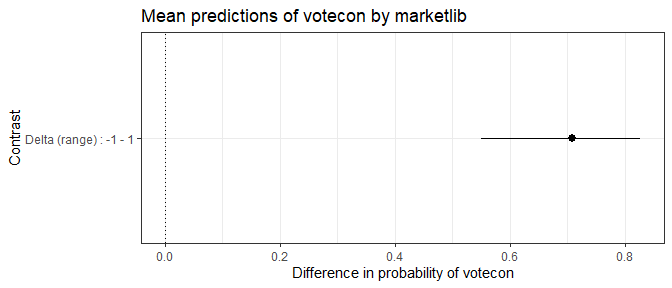 Mean predictions of votecon by marketlib
Contrast
Delta (range) : -1 - 1
0.0 0.2 0.4 0.6 0.8
Difference in probability of votecon